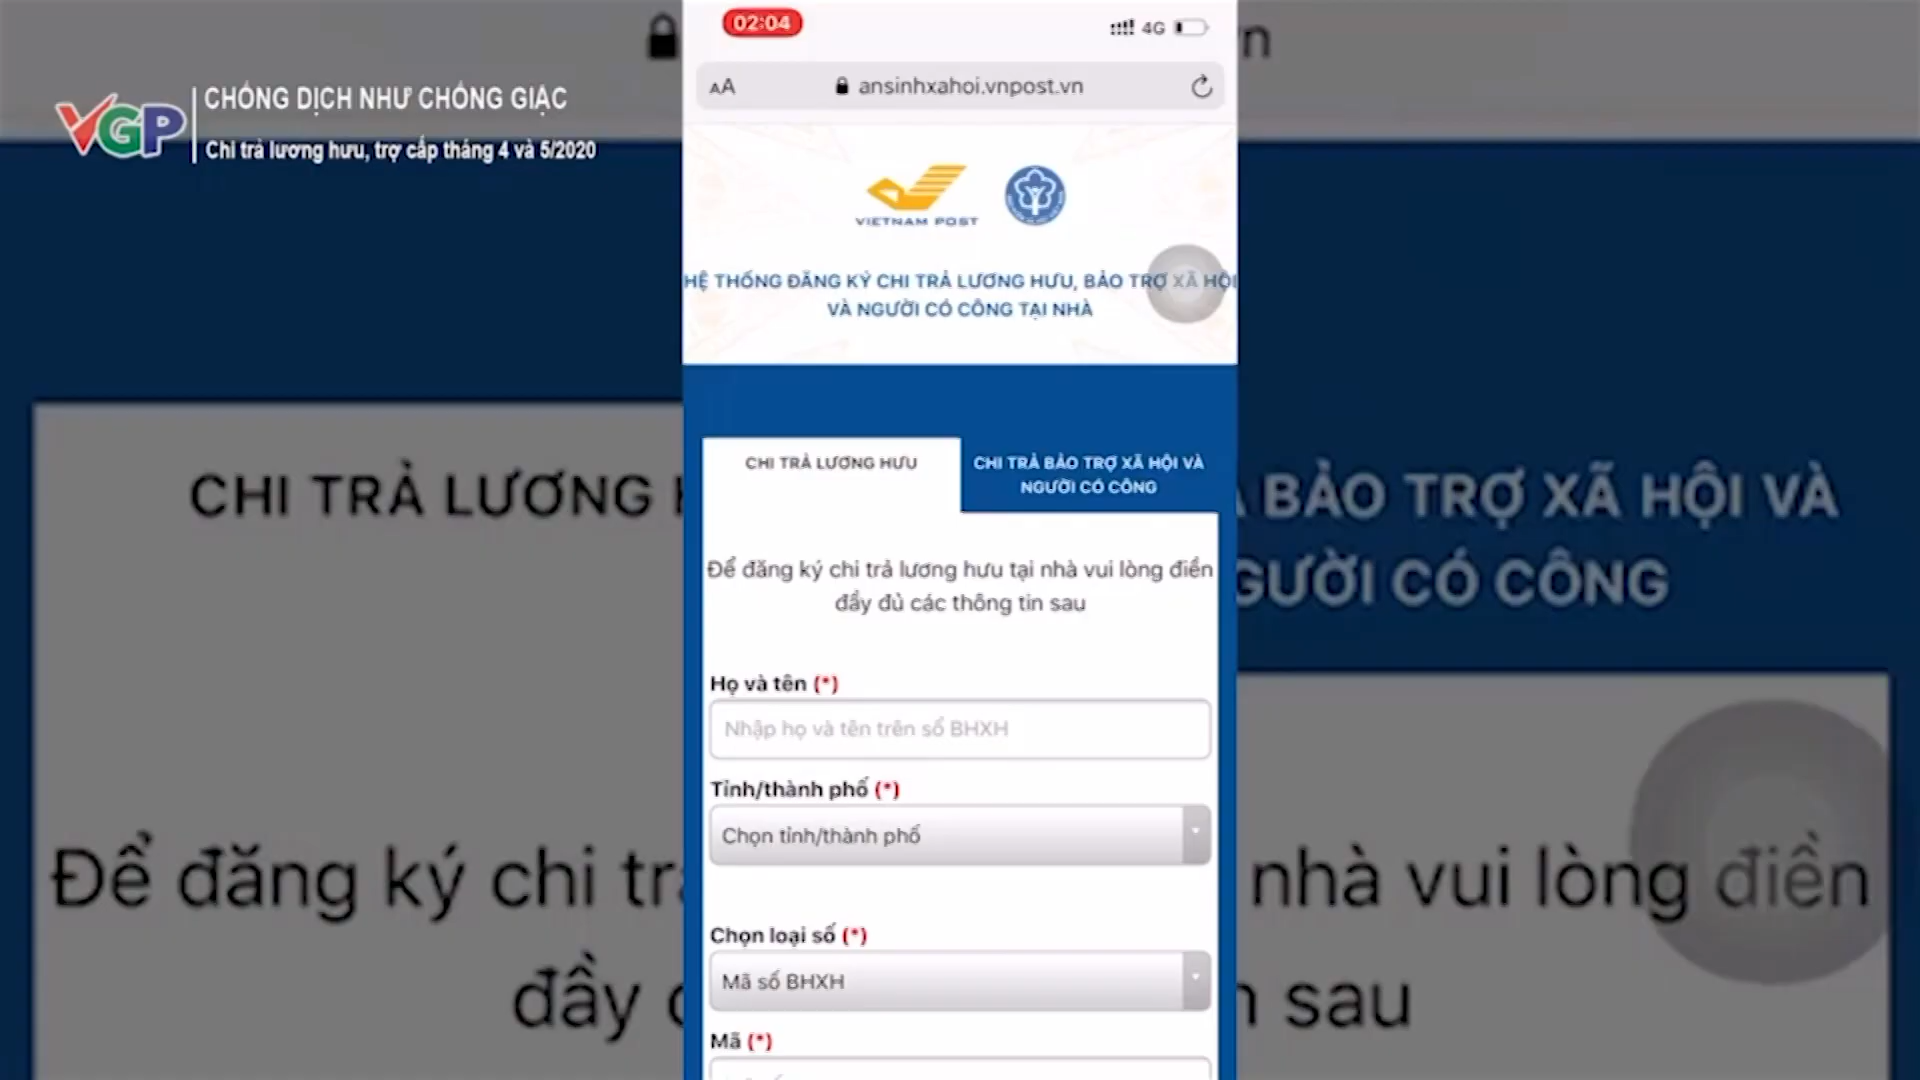 VGP
CHỐNG DỊCH NHƯ CHỐNG GIẶC
Chi trả lương hưu, trợ cấp tháng 4 và 5/2020
02:04
4G
AA
ansinhxahoi.vnpost.vn
VIETNAM POST
HỆ THỐNG ĐĂNG KÝ CHI TRẢ LƯƠNG HƯU, BẢO TRỢ XÃ HỘI
VÀ NGƯỜI CÓ CÔNG TẠI NHÀ
CHI TRẢ LƯƠNG HƯU
CHI TRẢ BẢO TRỢ XÃ HỘI VÀ
NGƯỜI CÓ CÔNG
Để đăng ký chi trả lương hưu tại nhà vui lòng điền
đầy đủ các thông tin sau
Họ và tên (*)
Nhập họ và tên trên sổ BHXH
Tỉnh/thành phố (*)
Chọn tỉnh/thành phố
Chọn loại số (*)
Mã số BHXH
Mã (*)
CHI TRẢ LƯƠNG
BẢO TRỢ XÃ HỘI VÀ
GƯỜI CÓ CÔNG
Để đăng ký chi
nhà vui lòng điền
đầy
sau